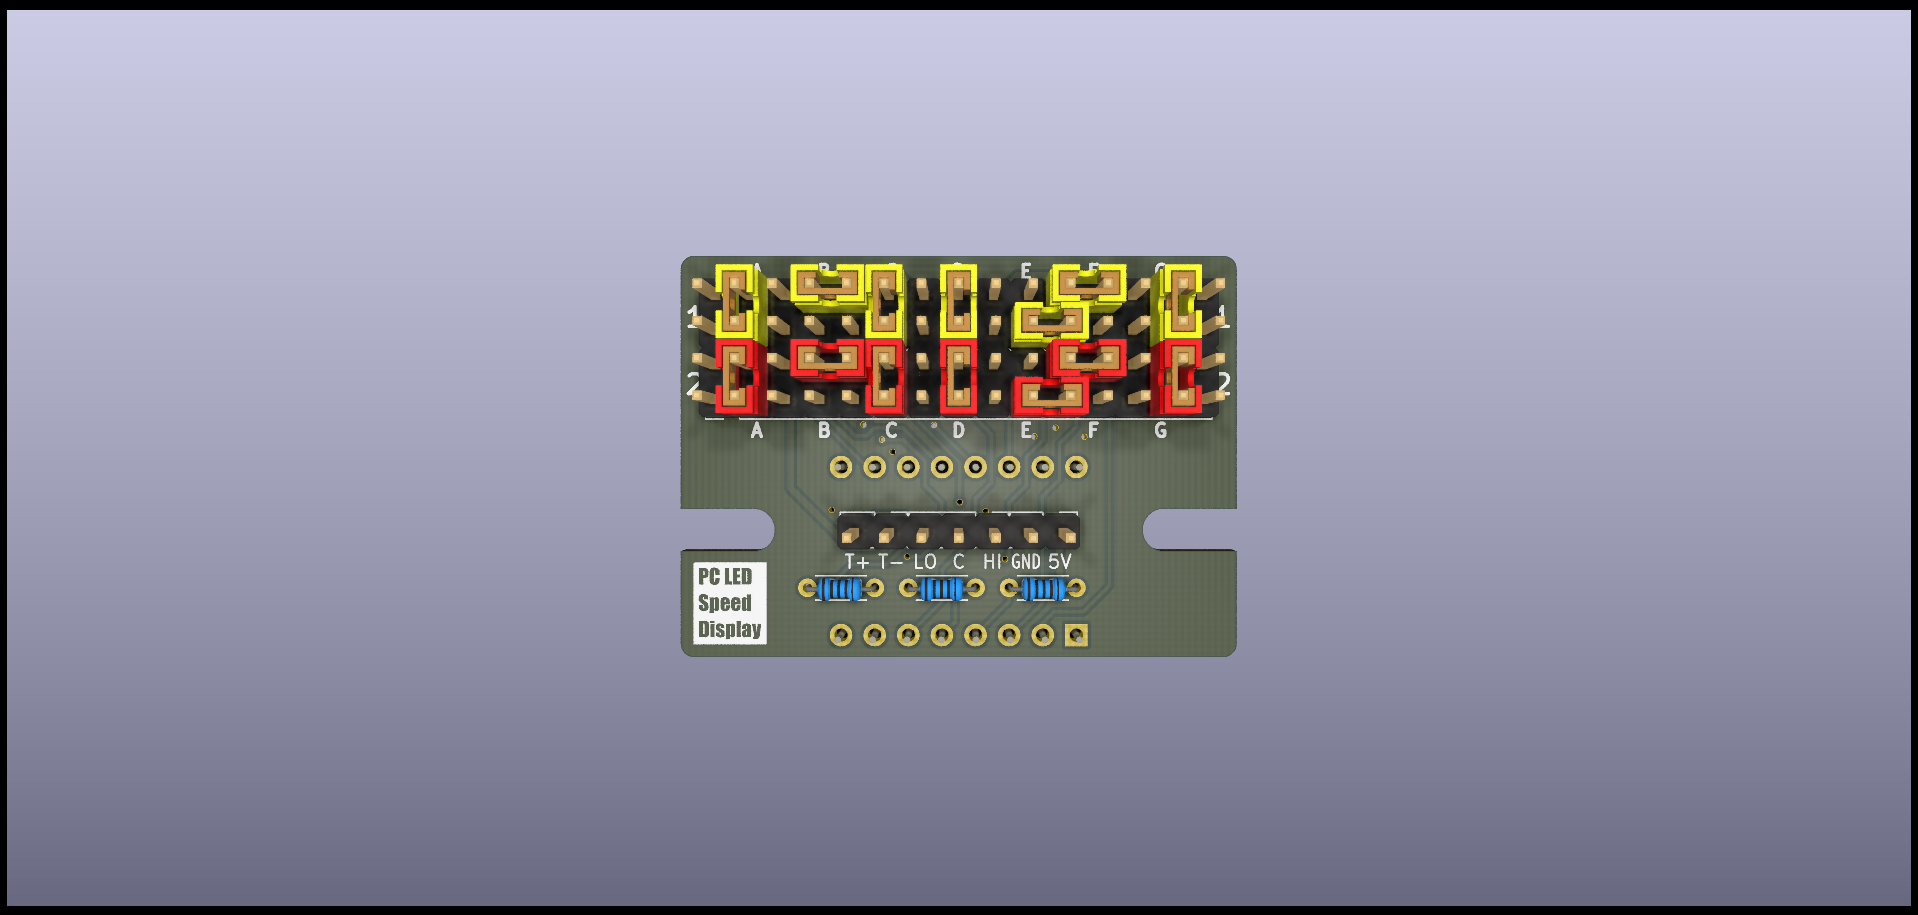 A B C D E F G
1 1
2 2
A B C D E F G
T+ T- LO C HI GND 5V
PC LED
Speed
Display